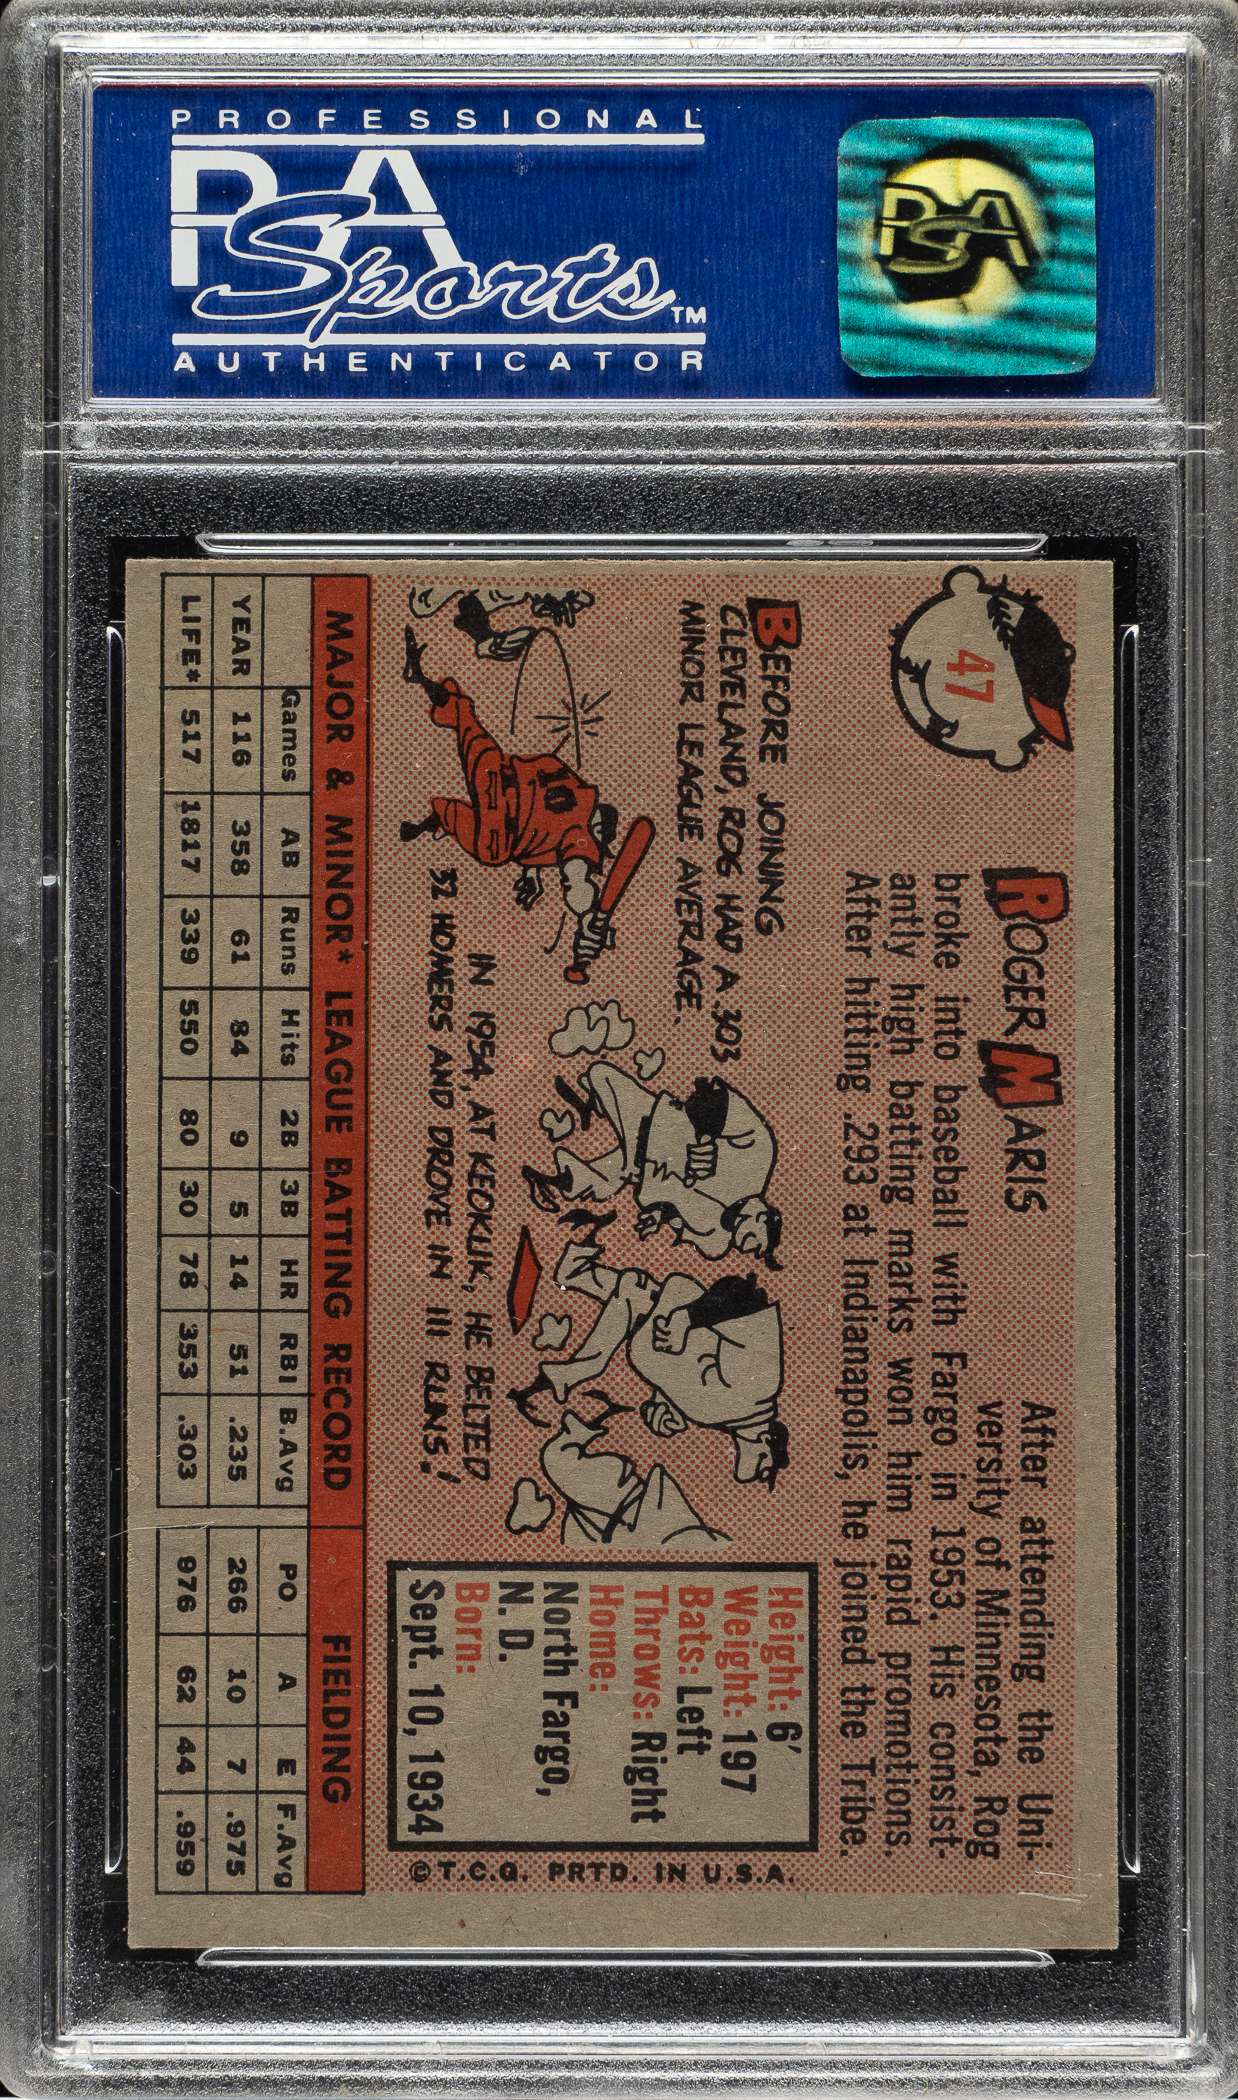 PROFESSIONAL
PSA
Sports™
AUTHENTICATOR
PSA
47
ROGER MARIS
After attending the Uni-
versity of Minnesota, Rog
broke into baseball with Fargo in 1953. His consist-
antly high batting marks won him rapid promotions.
After hitting .293 at Indianapolis, he joined the Tribe.
BEFORE JOINING
CLEVELAND, ROG HAD A .303
MINOR LEAGUE AVERAGE.
10
IN 1954, AT KEOKUK, HE BELTED
32 HOMERS AND DROVE IN 111 RUNS!
Height: 6'
Weight: 197
Bats: Left
Throws: Right
Home:
North Fargo,
N. D.
Born:
Sept. 10, 1934
©T.C.G. PRTD. IN U.S.A.
MAJOR & MINOR* LEAGUE BATTING RECORD FIELDING
Games AB Runs Hits 2B 3B HR RBI B.Avg PO A E F.Avg
YEAR 116 358 61 84 9 5 14 51 .235 266 10 7 .975
LIFE* 517 1817 339 550 80 30 78 353 .303 976 62 44 .959